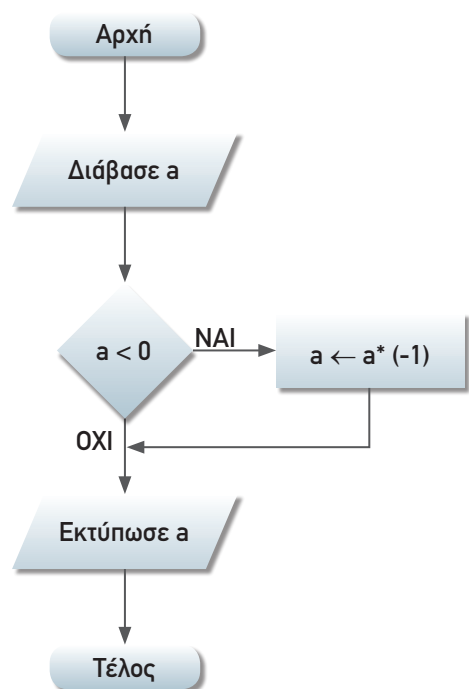 Αρχή
Διάβασε a
a < 0
ΝΑΙ
a ← a* (-1)
ΟΧΙ
Εκτύπωσε a
Τέλος